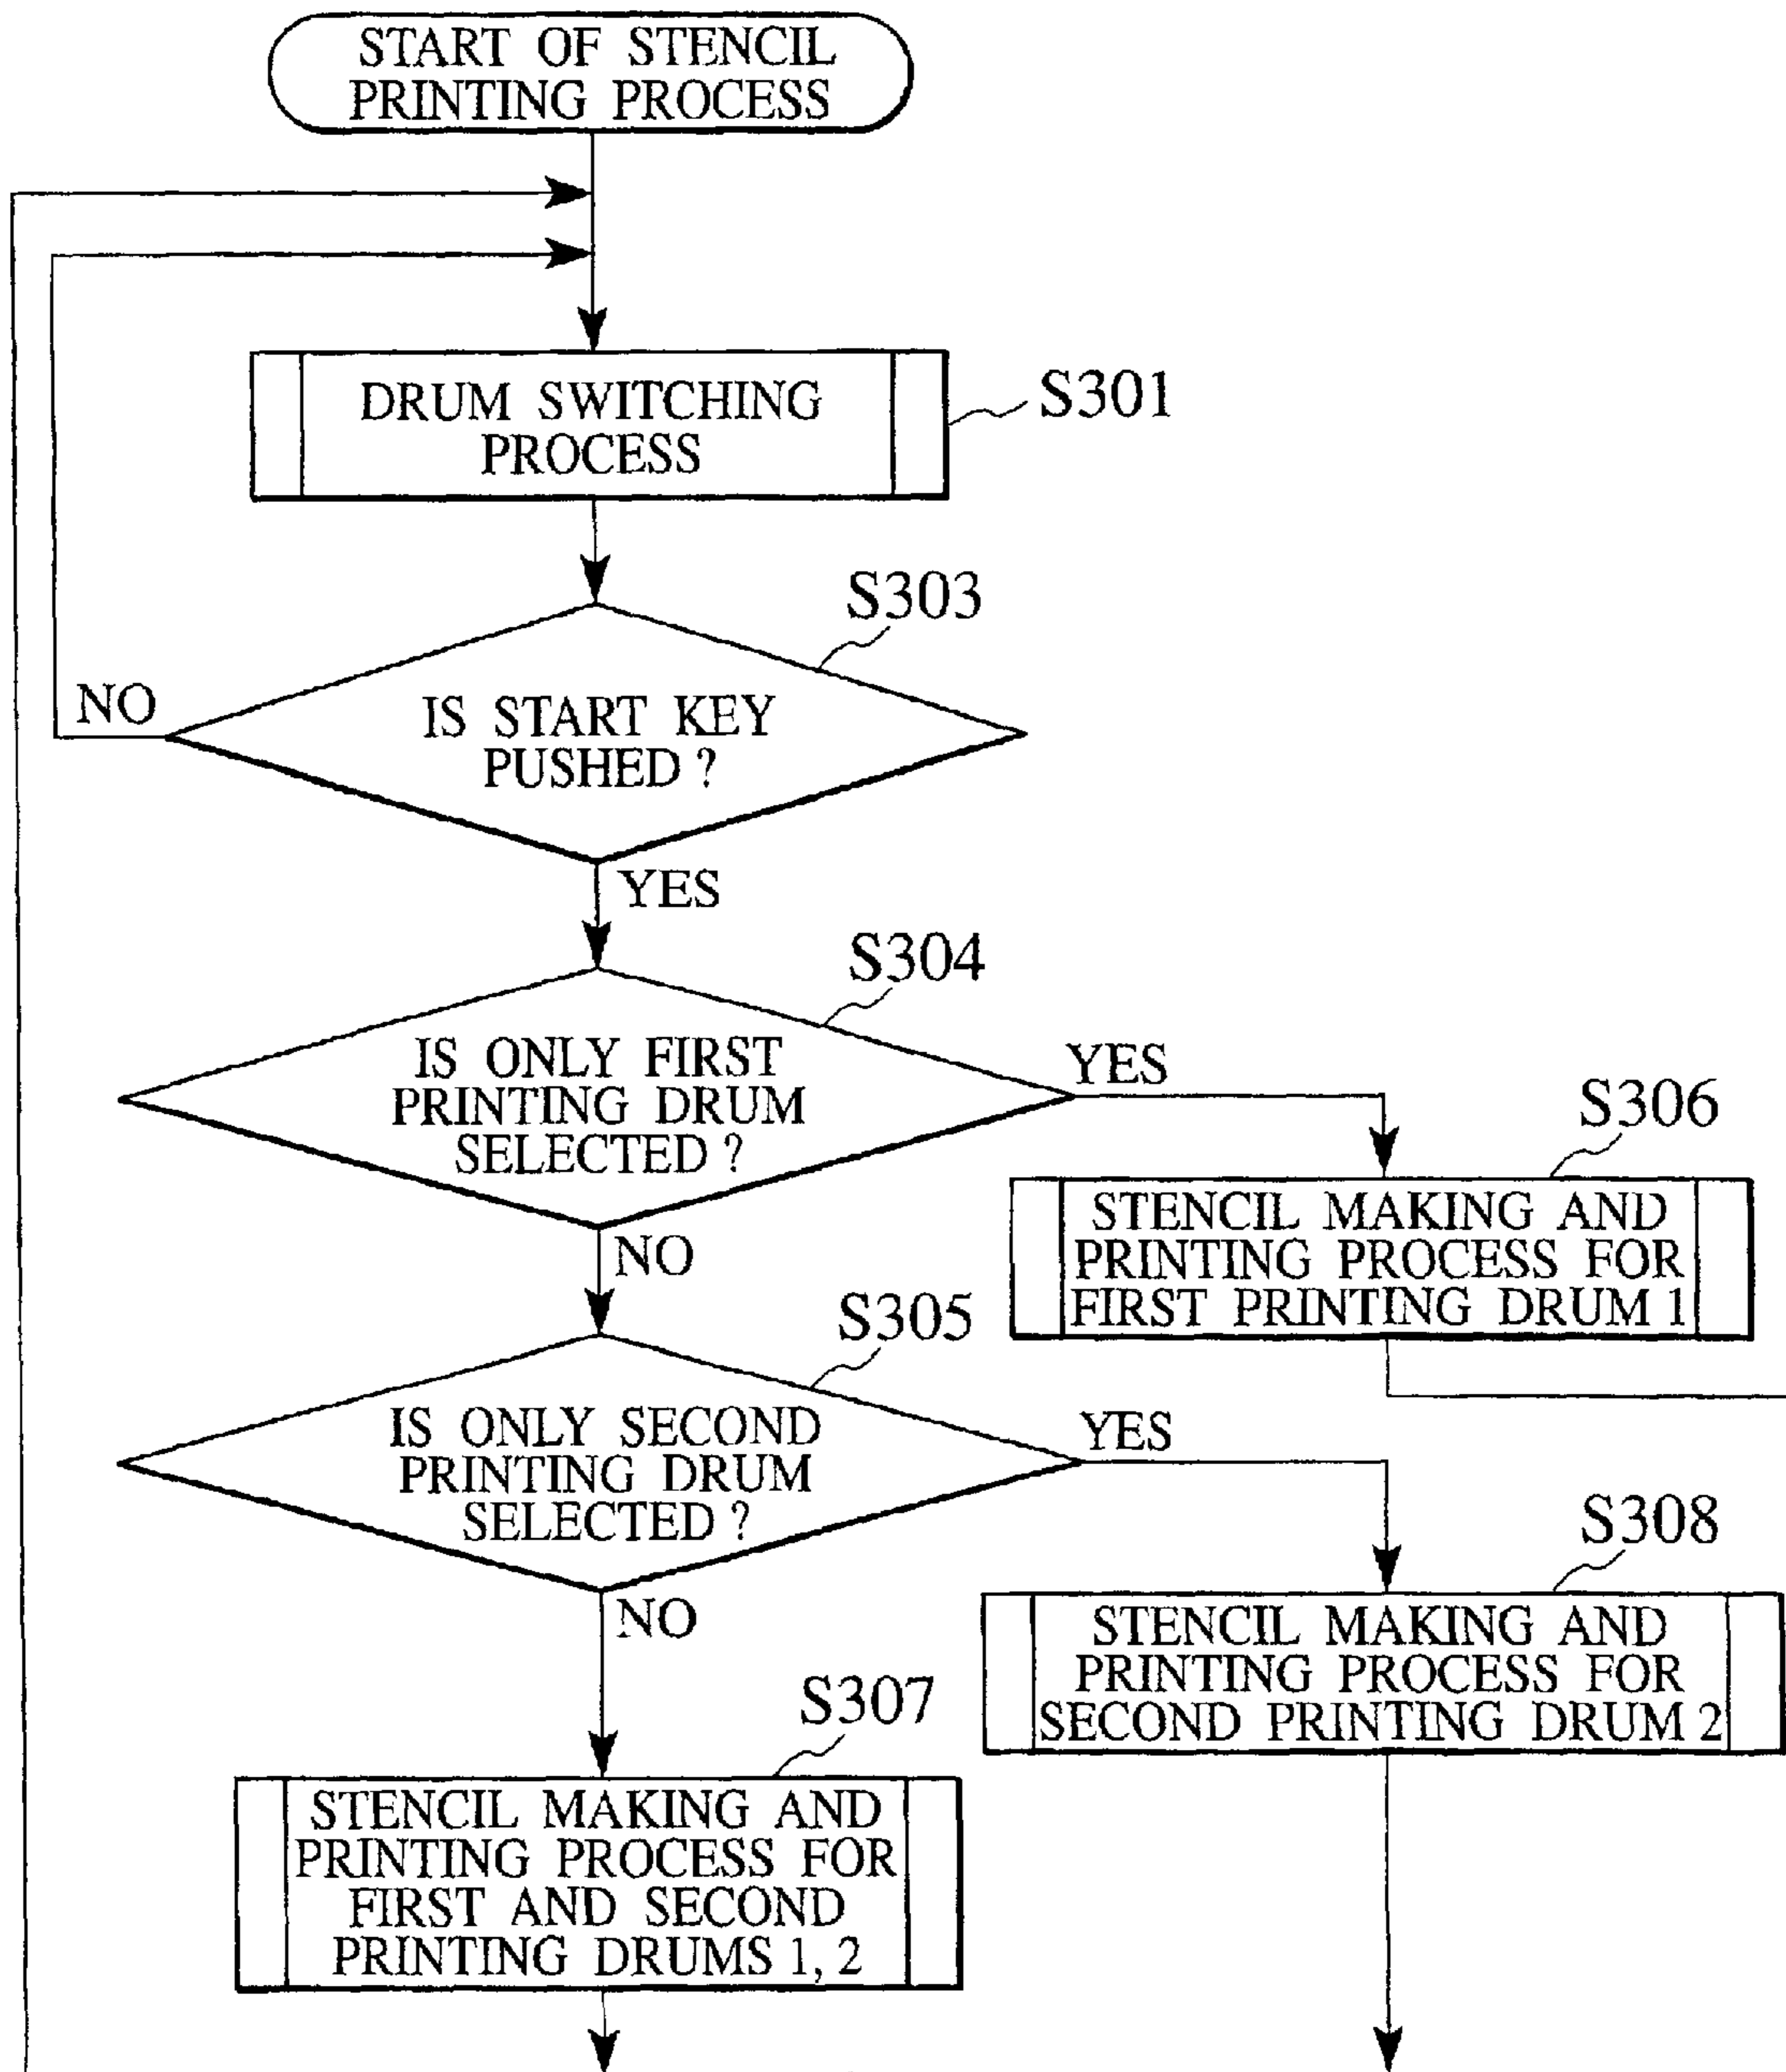 START OF STENCIL
PRINTING PROCESS
DRUM SWITCHING
PROCESS
S301
S303
IS START KEY
PUSHED ?
NO
YES
S304
IS ONLY FIRST
PRINTING DRUM
SELECTED ?
YES
NO
S306
STENCIL MAKING AND
PRINTING PROCESS FOR
FIRST PRINTING DRUM 1
S305
IS ONLY SECOND
PRINTING DRUM
SELECTED ?
YES
NO
S308
STENCIL MAKING AND
PRINTING PROCESS FOR
SECOND PRINTING DRUM 2
S307
STENCIL MAKING AND
PRINTING PROCESS FOR
FIRST AND SECOND
PRINTING DRUMS 1, 2